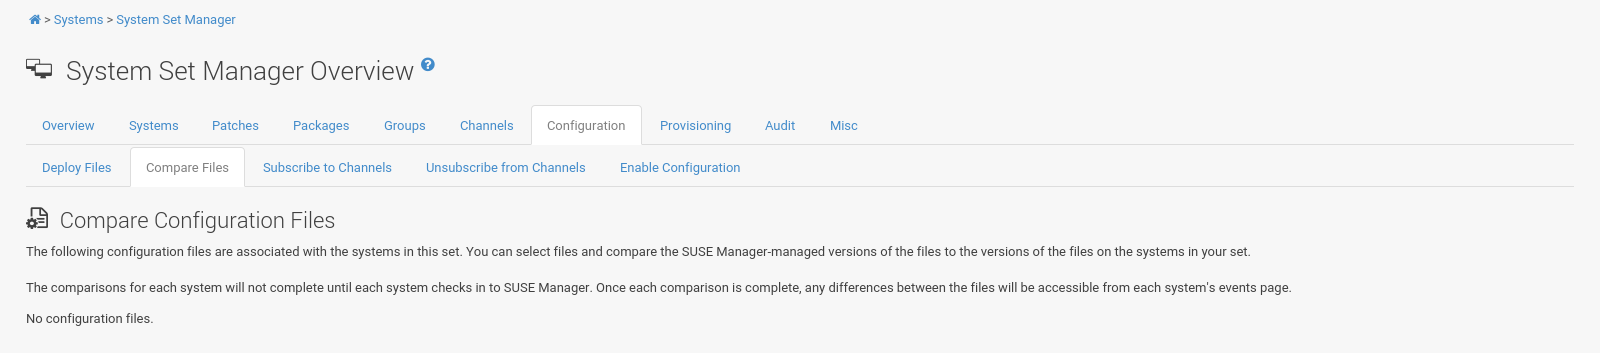 > Systems > System Set Manager
System Set Manager Overview ?
Overview Systems Patches Packages Groups Channels Configuration Provisioning Audit Misc
Deploy Files Compare Files Subscribe to Channels Unsubscribe from Channels Enable Configuration
Compare Configuration Files
The following configuration files are associated with the systems in this set. You can select files and compare the SUSE Manager-managed versions of the files to the versions of the files on the systems in your set.
The comparisons for each system will not complete until each system checks in to SUSE Manager. Once each comparison is complete, any differences between the files will be accessible from each system's events page.
No configuration files.